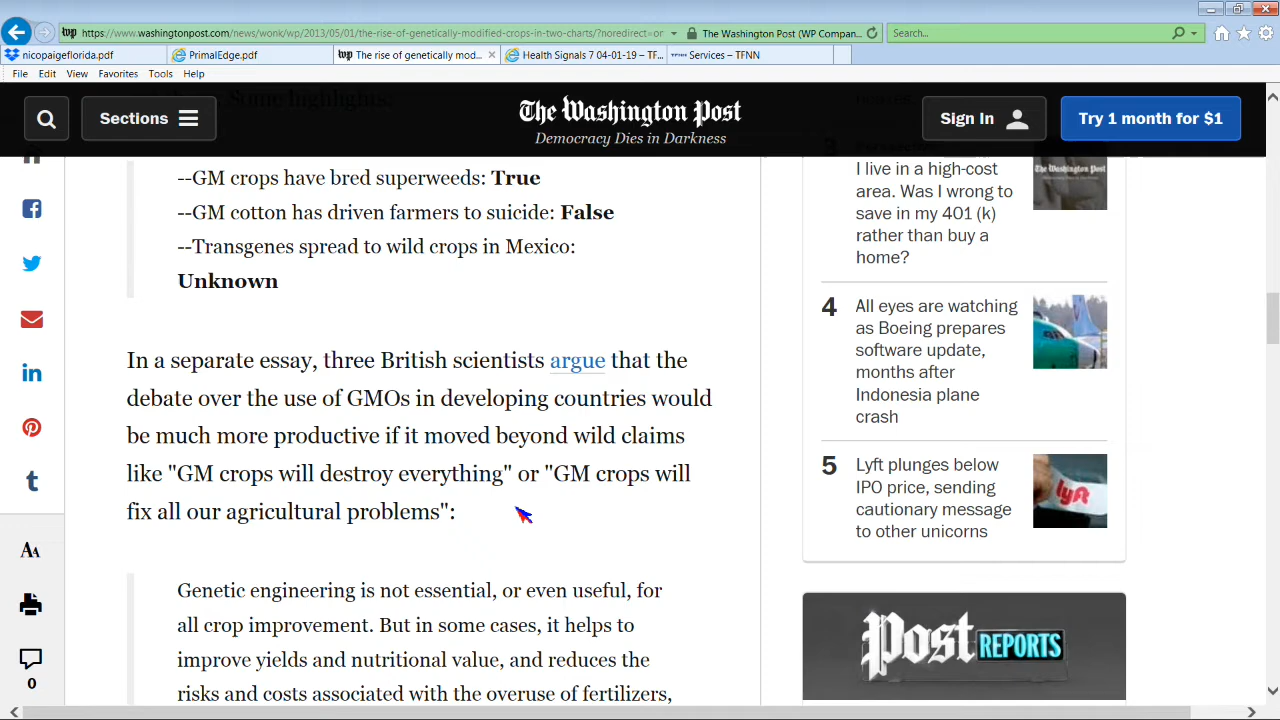 https://www.washingtonpost.com/news/wonk/wp/2013/05/01/the-rise-of-genetically-modified-crops-in-two-charts/?noredirect=or
The Washington Post (WP Compan...
Search...
nicopaigeflorida.pdf
PrimalEdge.pdf
wp The rise of genetically mod...
Health Signals 7 04-01-19 – TF...
TFNN Services – TFNN
File Edit View Favorites Tools Help
Sections
The Washington Post
Democracy Dies in Darkness
Sign In
Try 1 month for $1
Some highlights:
--GM crops have bred superweeds: True
--GM cotton has driven farmers to suicide: False
--Transgenes spread to wild crops in Mexico:
Unknown
In a separate essay, three British scientists argue that the
debate over the use of GMOs in developing countries would
be much more productive if it moved beyond wild claims
like "GM crops will destroy everything" or "GM crops will
fix all our agricultural problems":
Genetic engineering is not essential, or even useful, for
all crop improvement. But in some cases, it helps to
improve yields and nutritional value, and reduces the
risks and costs associated with the overuse of fertilizers,
AA
0
3
Perspective
I live in a high-cost
area. Was I wrong to
save in my 401 (k)
rather than buy a
home?
The Washington Post
4
All eyes are watching
as Boeing prepares
software update,
months after
Indonesia plane
crash
5
Lyft plunges below
IPO price, sending
cautionary message
to other unicorns
lyft
Post REPORTS